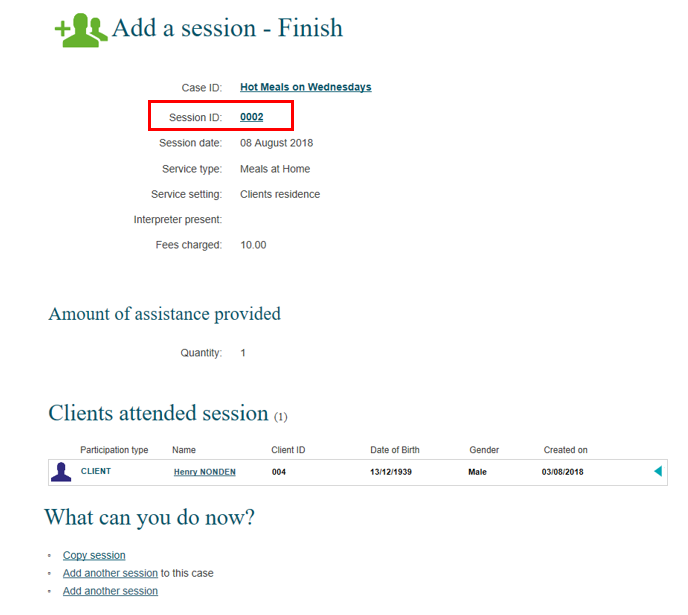 Add a session - Finish
Case ID: Hot Meals on Wednesdays
Session ID: 0002
Session date: 08 August 2018
Service type: Meals at Home
Service setting: Clients residence
Interpreter present:
Fees charged: 10.00
Amount of assistance provided
Quantity: 1
Clients attended session (1)
Participation type Name Client ID Date of Birth Gender Created on
CLIENT Henry NONDEN 004 13/12/1939 Male 03/08/2018
What can you do now?
Copy session
Add another session to this case
Add another session